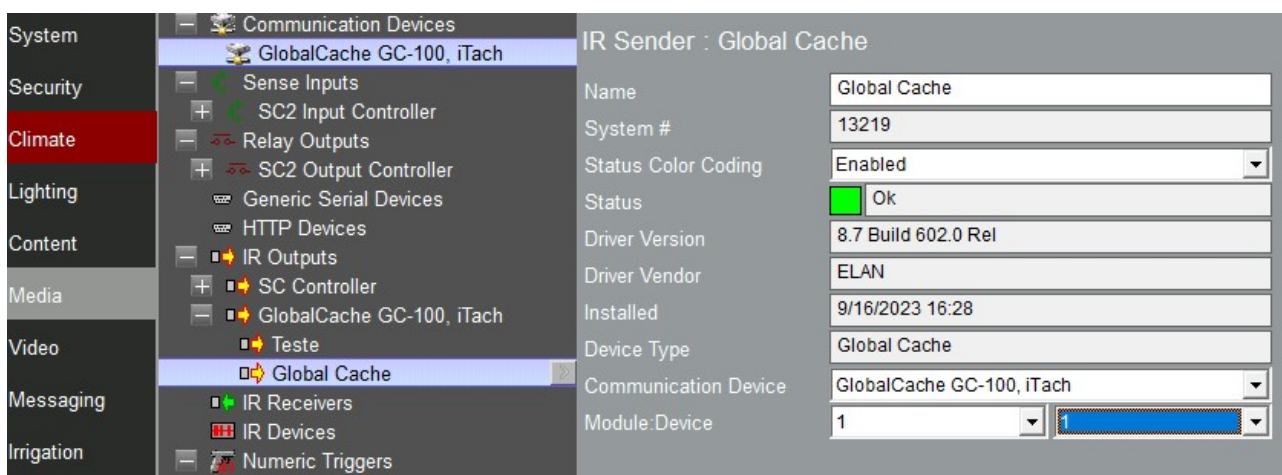 System
Security
Climate
Lighting
Content
Media
Video
Messaging
Irrigation
Communication Devices
GlobalCache GC-100, iTach
Sense Inputs
SC2 Input Controller
Relay Outputs
SC2 Output Controller
Generic Serial Devices
HTTP Devices
IR Outputs
SC Controller
GlobalCache GC-100, iTach
Teste
Global Cache
IR Receivers
IR Devices
Numeric Triggers
IR Sender : Global Cache
Name Global Cache
System # 13219
Status Color Coding Enabled
Status Ok
Driver Version 8.7 Build 602.0 Rel
Driver Vendor ELAN
Installed 9/16/2023 16:28
Device Type Global Cache
Communication Device GlobalCache GC-100, iTach
Module:Device 1 1